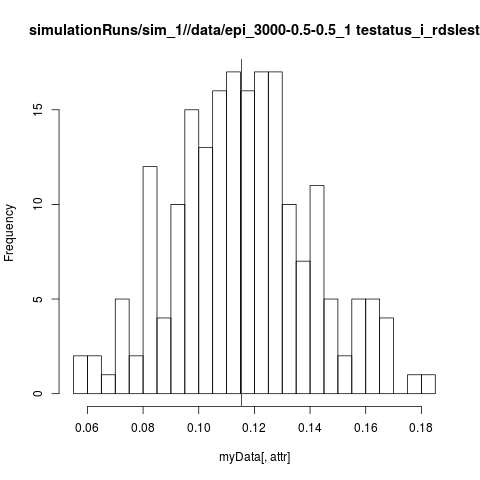 simulationRuns/sim_1//data/epi_3000-0.5-0.5_1 testatus_i_rdslest
Frequency
15
10
5
0
0.06 0.08 0.10 0.12 0.14 0.16 0.18
myData[, attr]